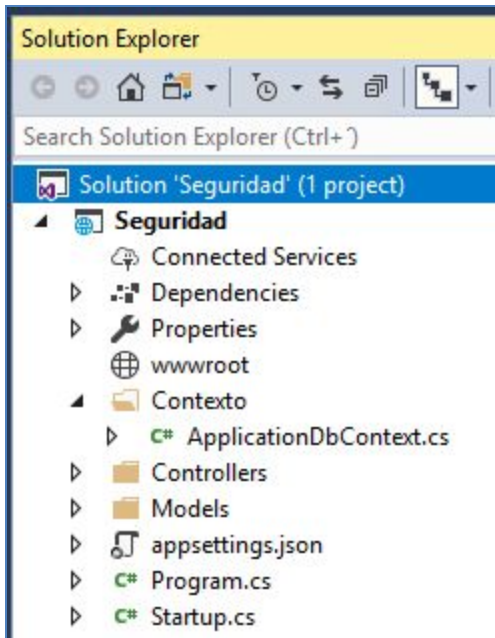 Solution Explorer
Search Solution Explorer (Ctrl+´)
Solution 'Seguridad' (1 project)
Seguridad
Connected Services
Dependencies
Properties
wwwroot
Contexto
C# ApplicationDbContext.cs
Controllers
Models
appsettings.json
C# Program.cs
C# Startup.cs